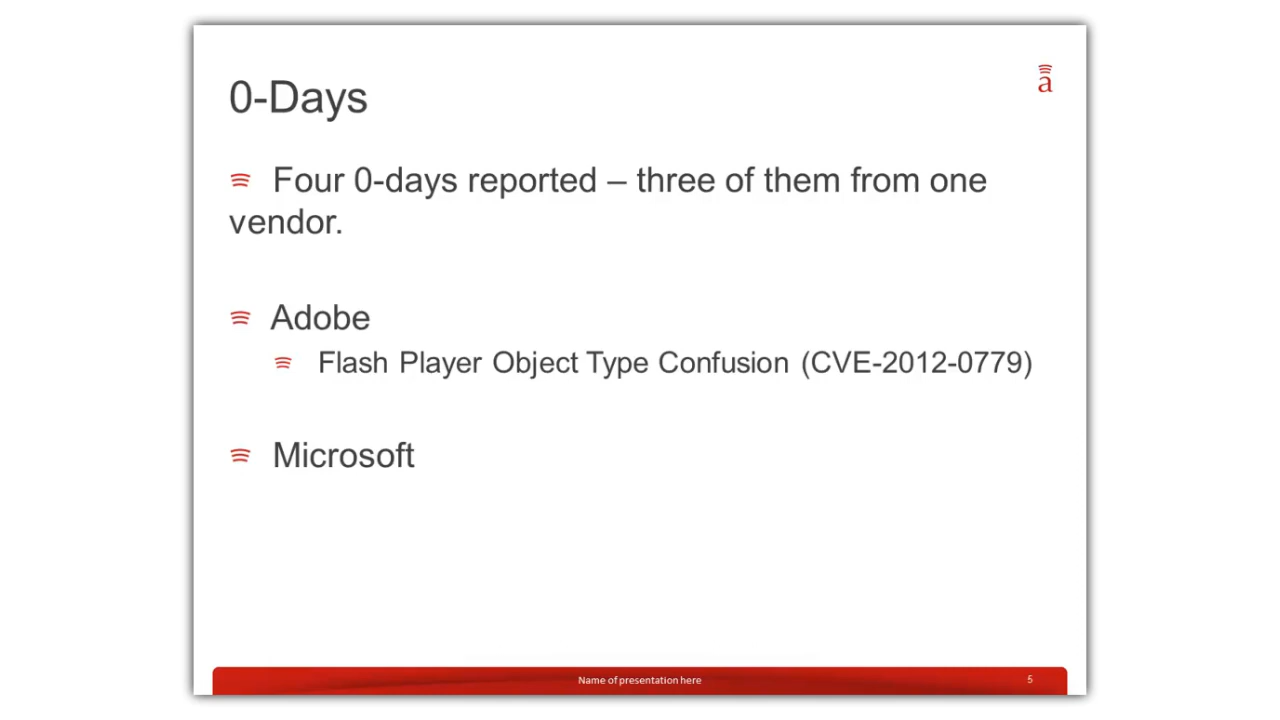 0-Days
a
Four 0-days reported – three of them from one
vendor.
Adobe
Flash Player Object Type Confusion (CVE-2012-0779)
Microsoft
Name of presentation here
5